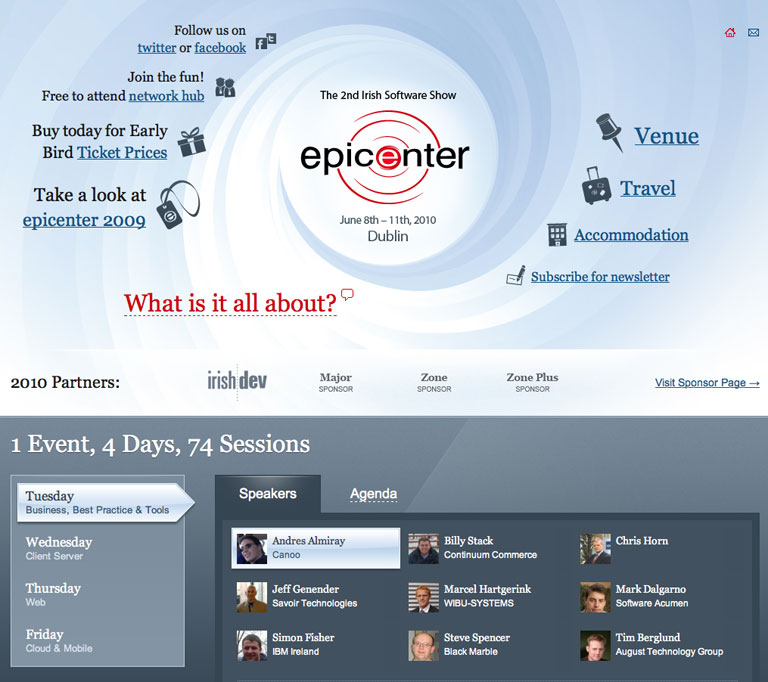 Follow us on
twitter or facebook
Join the fun!
Free to attend network hub
Buy today for Early
Bird Ticket Prices
Take a look at
epicenter 2009
The 2nd Irish Software Show
epicenter
June 8th – 11th, 2010
Dublin
Venue
Travel
Accommodation
Subscribe for newsletter
What is it all about?
2010 Partners:
irish dev
Major
SPONSOR
Zone
SPONSOR
Zone Plus
SPONSOR
Visit Sponsor Page →
1 Event, 4 Days, 74 Sessions
Tuesday
Business, Best Practice & Tools
Wednesday
Client Server
Thursday
Web
Friday
Cloud & Mobile
Speakers
Agenda
Andres Almiray
Canoo
Billy Stack
Continuum Commerce
Chris Horn
Jeff Genender
Savoir Technologies
Marcel Hartgerink
WIBU-SYSTEMS
Mark Dalgarno
Software Acumen
Simon Fisher
IBM Ireland
Steve Spencer
Black Marble
Tim Berglund
August Technology Group